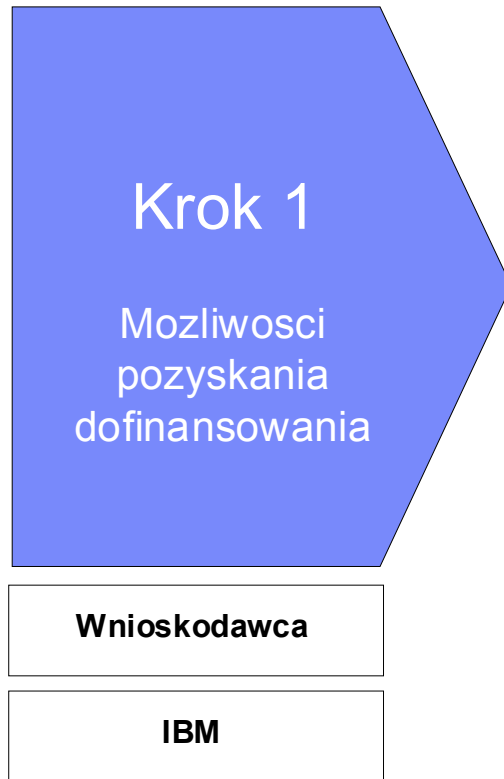 Krok 1
Mozliwosci
pozyskania
dofinansowania
Wnioskodawca
IBM